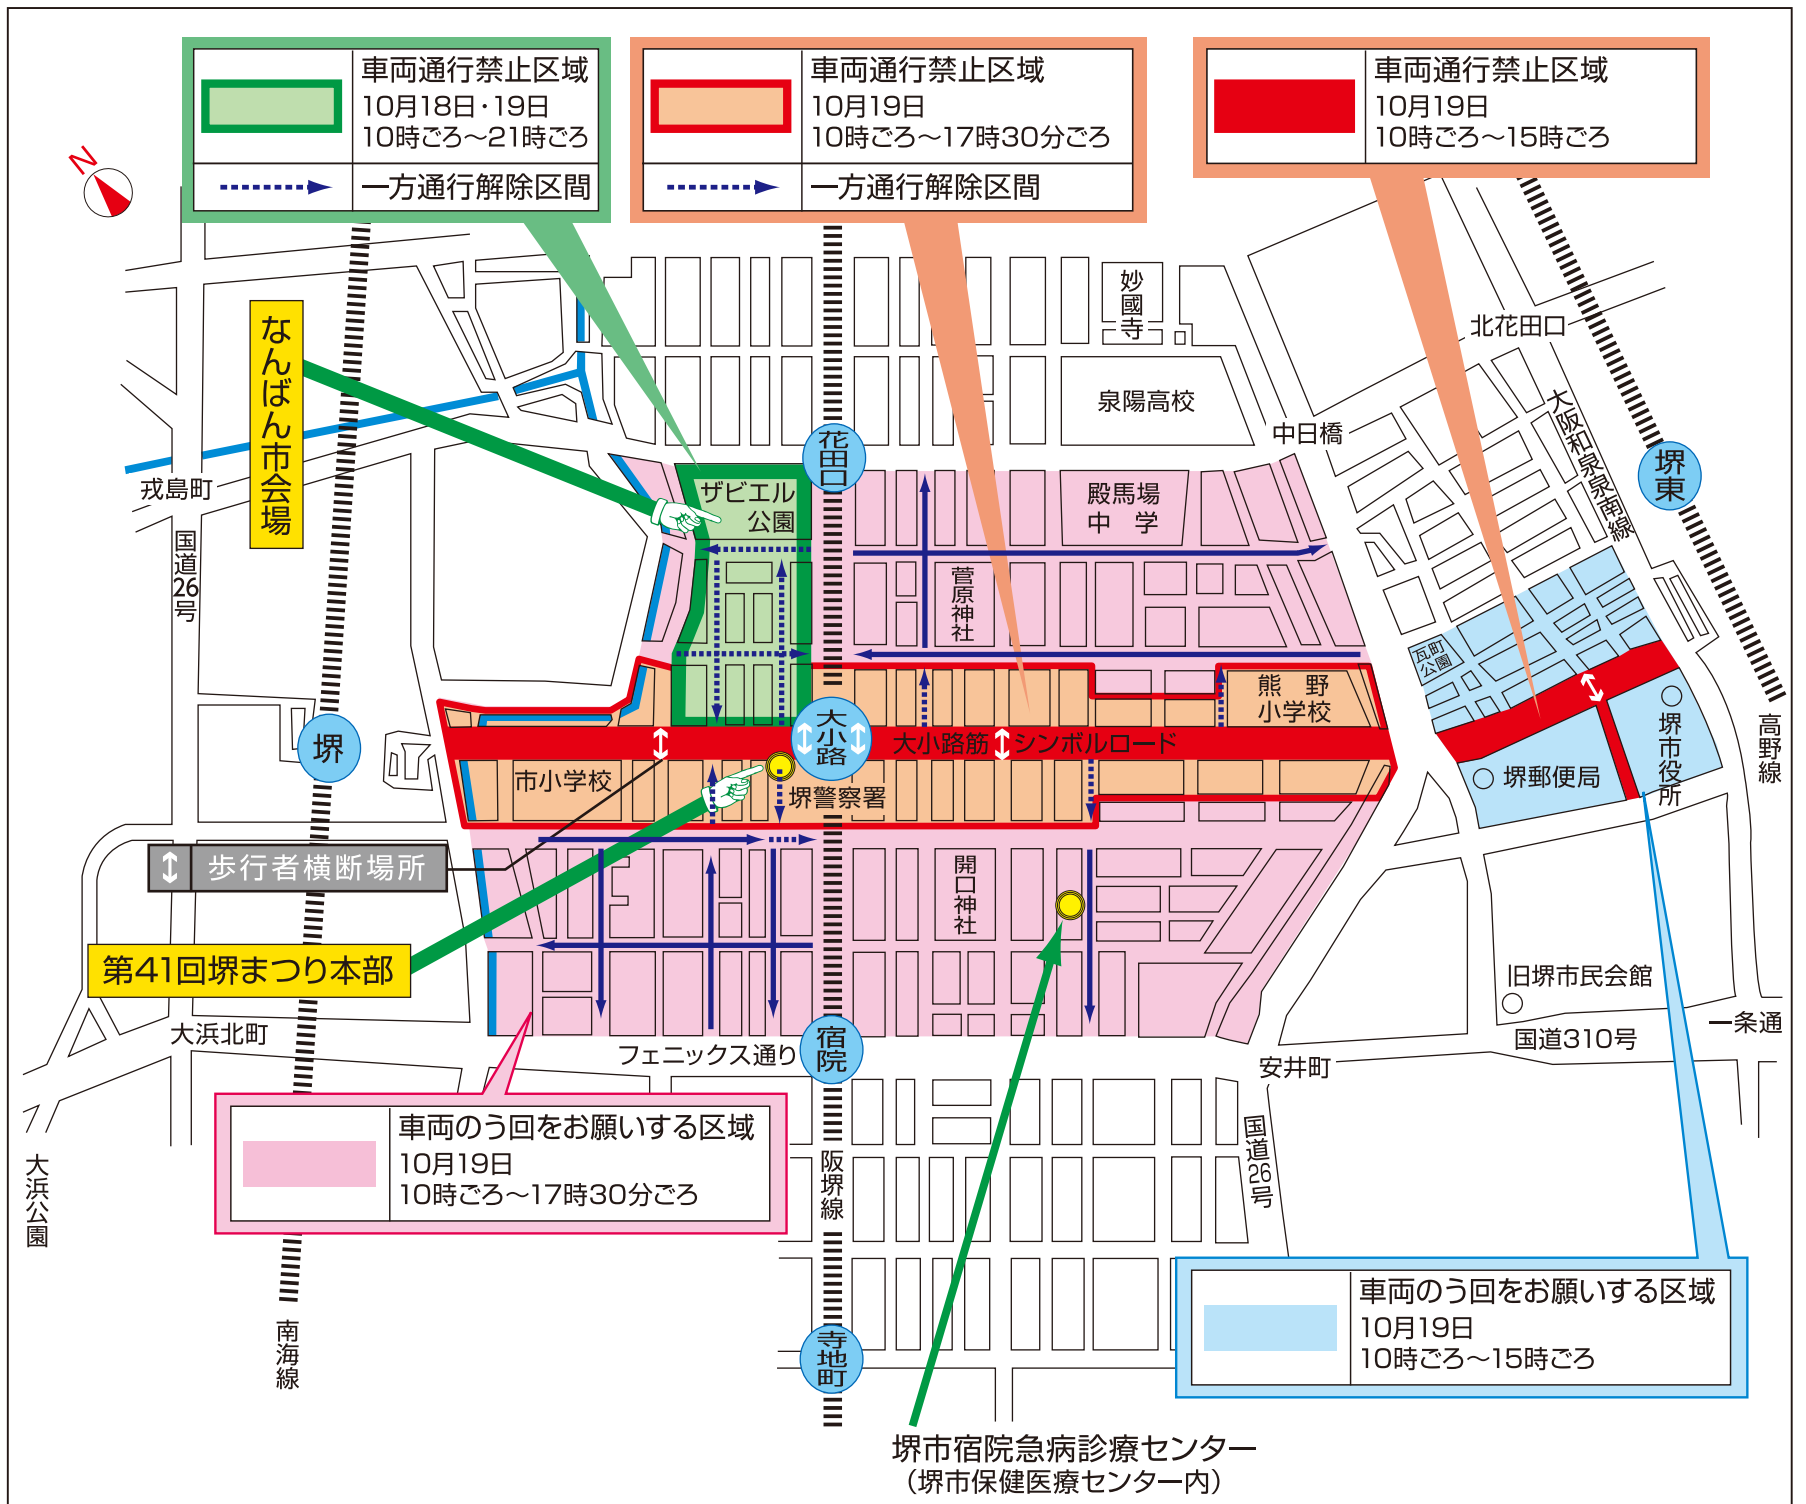 車両通行禁止区域
10月18日・19日
10時ごろ～21時ごろ
一方通行解除区間
車両通行禁止区域
10月19日
10時ごろ～17時30分ごろ
一方通行解除区間
車両通行禁止区域
10月19日
10時ごろ～15時ごろ
N
なんばん市会場
妙國寺
北花田口
泉陽高校
中日橋
大阪和泉泉南線
花田口
堺東
戎島町
国道26号
ザビエル
公園
殿馬場
中 学
菅原神社
瓦町
公園
熊 野
小学校
大小路
大小路筋
シンボルロード
堺
市小学校
堺警察署
堺郵便局
堺市役所
高野線
歩行者横断場所
開口神社
第41回堺まつり本部
旧堺市民会館
一条通
国道310号
大浜北町
フェニックス通り
宿院
安井町
車両のう回をお願いする区域
10月19日
10時ごろ～17時30分ごろ
大浜公園
阪堺線
国道26号
南海線
寺地町
車両のう回をお願いする区域
10月19日
10時ごろ～15時ごろ
堺市宿院急病診療センター
（堺市保健医療センター内）